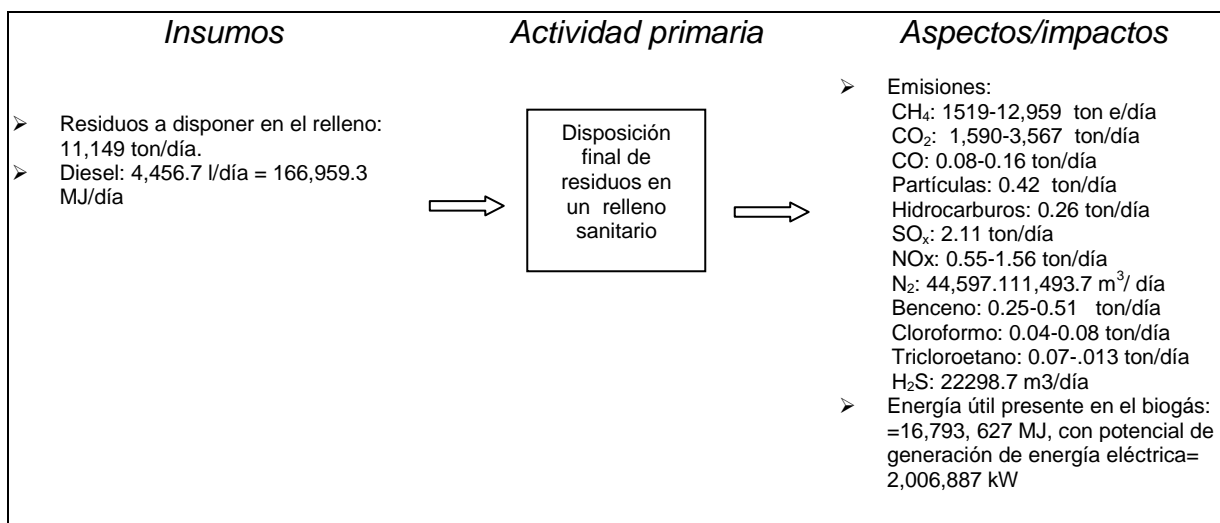 Insumos
Actividad primaria
Aspectos/impactos
➢ Residuos a disponer en el relleno:
11,149 ton/día.
➢ Diesel: 4,456.7 l/día = 166,959.3
MJ/día
Disposición
final de
residuos en
un relleno
sanitario
➢ Emisiones:
CH₄: 1519-12,959 ton e/día
CO₂: 1,590-3,567 ton/día
CO: 0.08-0.16 ton/día
Partículas: 0.42 ton/día
Hidrocarburos: 0.26 ton/día
SOₓ: 2.11 ton/día
NOx: 0.55-1.56 ton/día
N₂: 44,597.111,493.7 m³/ día
Benceno: 0.25-0.51 ton/día
Cloroformo: 0.04-0.08 ton/día
Tricloroetano: 0.07-.013 ton/día
H₂S: 22298.7 m3/día
➢ Energía útil presente en el biogás:
=16,793, 627 MJ, con potencial de
generación de energía eléctrica=
2,006,887 kW